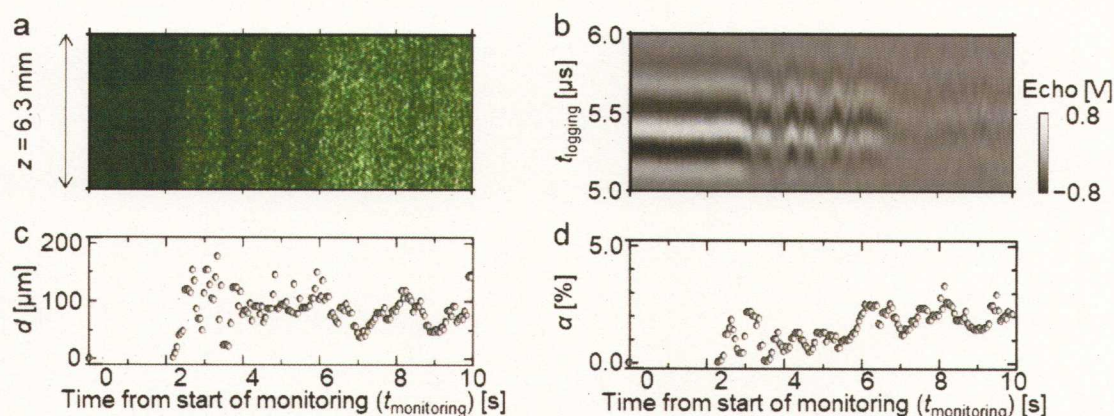 a
z = 6.3 mm
b
6.0
5.5
5.0
t_logging [µs]
Echo [V]
0.8
−0.8
c
200
100
0
d [µm]
0 2 4 6 8 10
Time from start of monitoring (t_monitoring) [s]
d
5.0
0.0
α [%]
0 2 4 6 8 10
Time from start of monitoring (t_monitoring) [s]